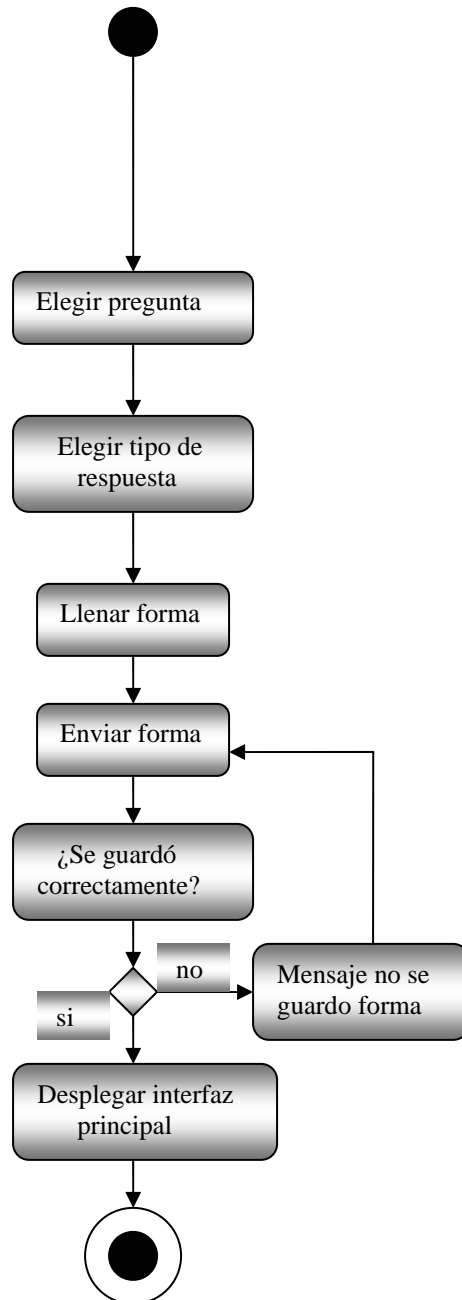 Elegir pregunta
Elegir tipo de
respuesta
Llenar forma
Enviar forma
¿Se guardó
correctamente?
no
Mensaje no se
guardo forma
si
Desplegar interfaz
principal